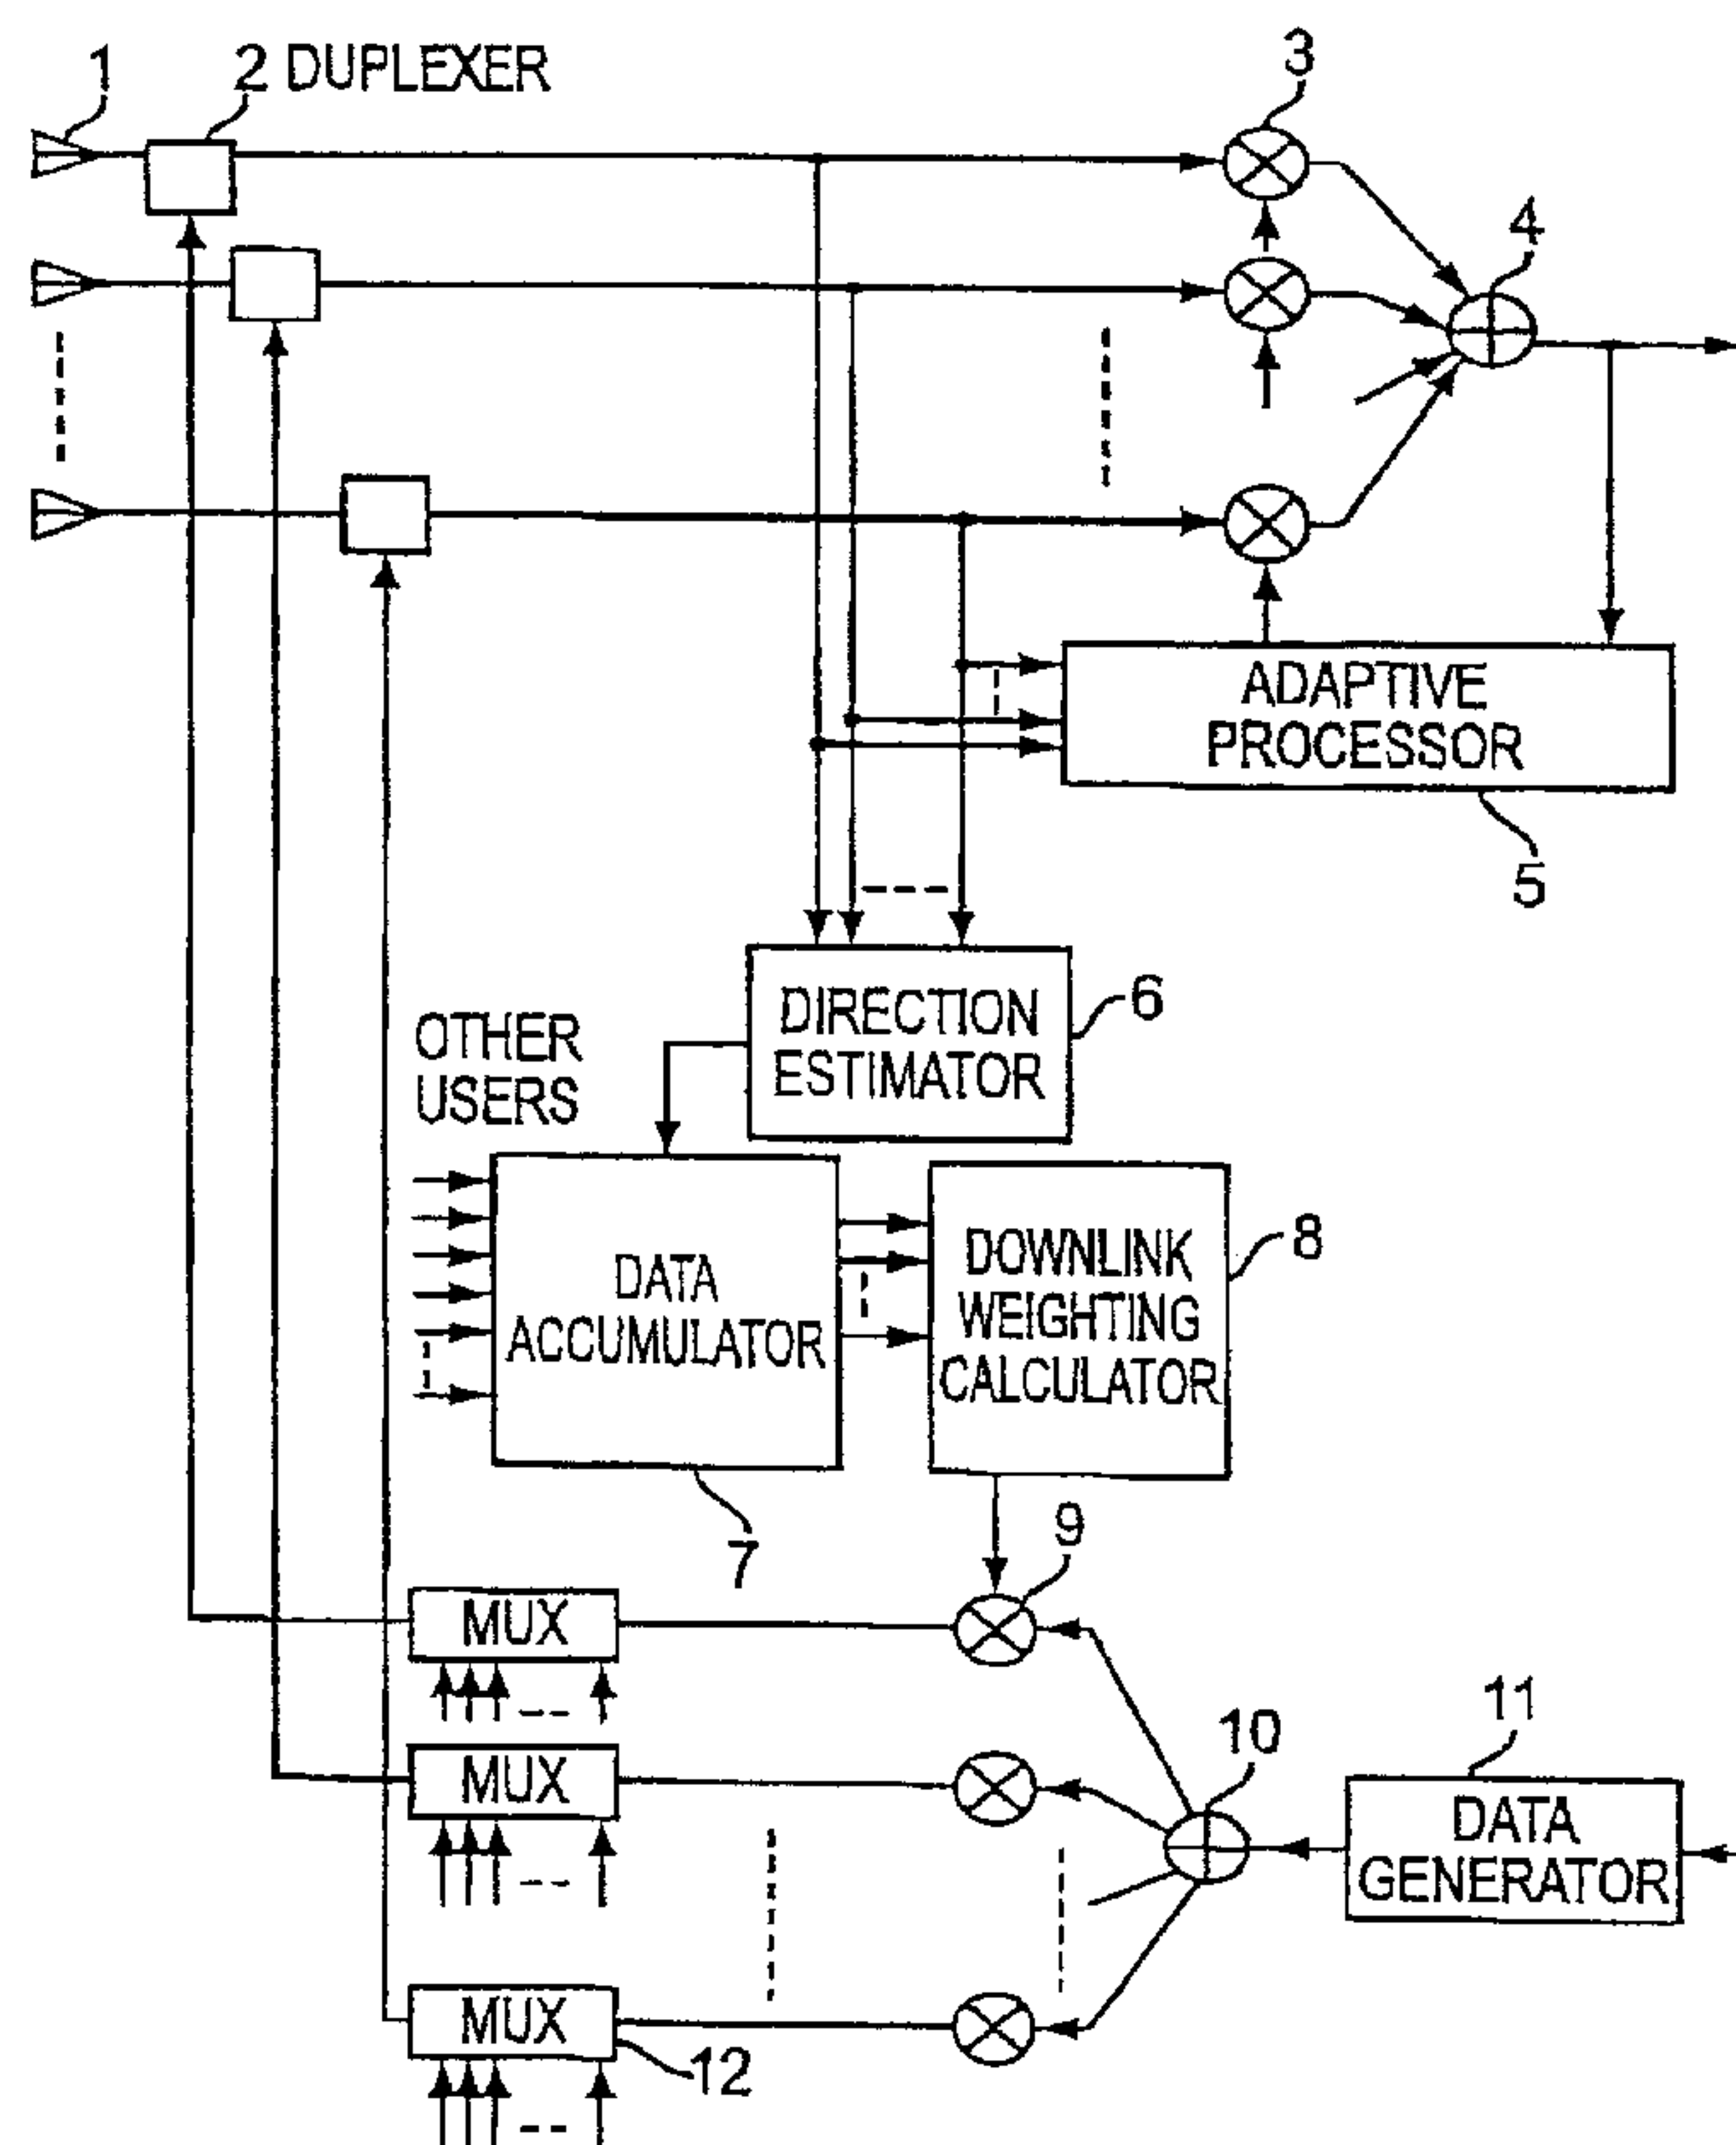 1
2 DUPLEXER
3
4
ADAPTIVE
PROCESSOR
5
DIRECTION
ESTIMATOR
6
OTHER
USERS
DATA
ACCUMULATOR
7
DOWNLINK
WEIGHTING
CALCULATOR
8
9
MUX
MUX
MUX
10
11
DATA
GENERATOR
12